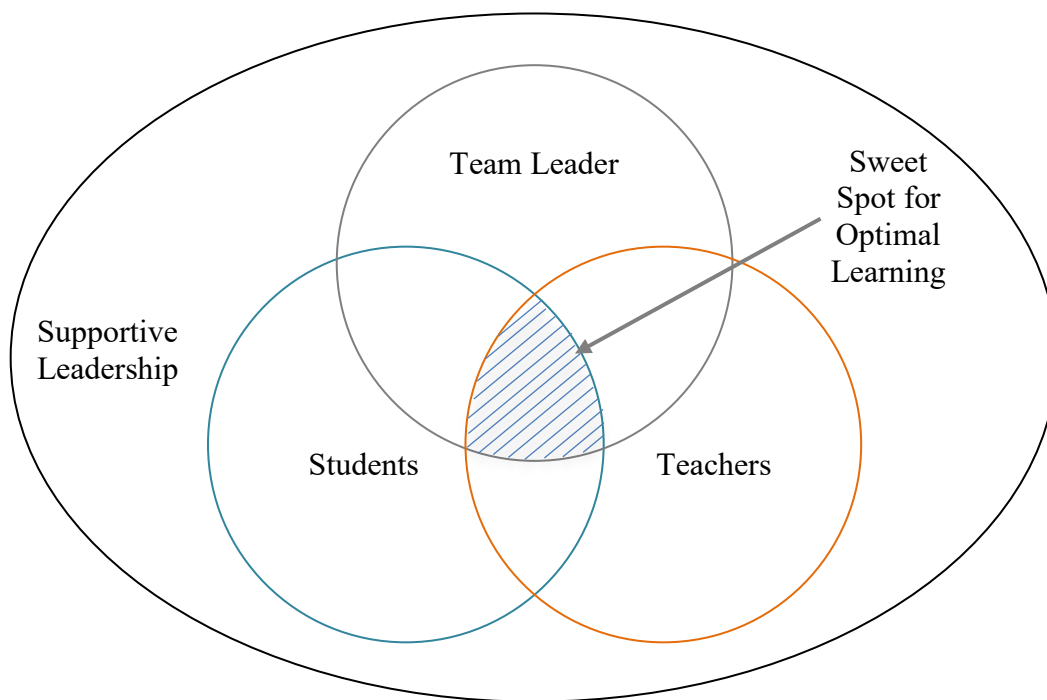 Team Leader
Sweet
Spot for
Optimal
Learning
Supportive
Leadership
Students
Teachers